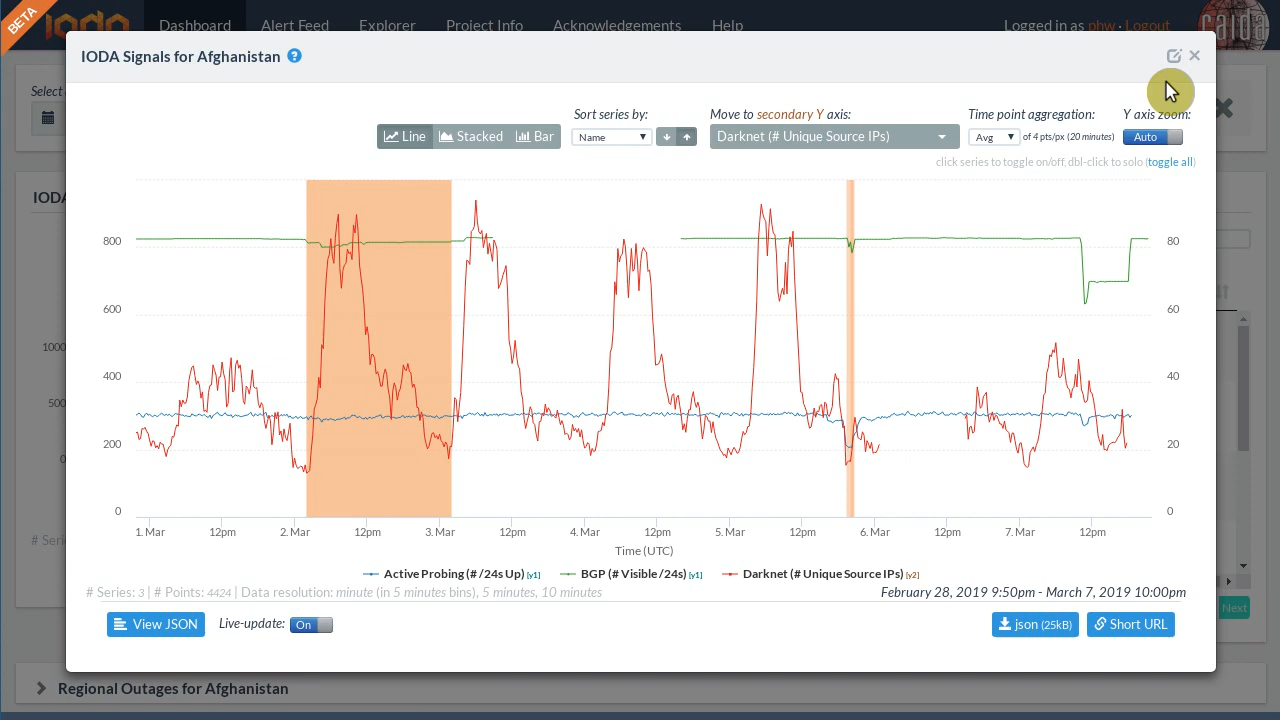 BETA
ioda
Dashboard Alert Feed Explorer Project Info Acknowledgements Help Logged in as phw · Logout
caida
IODA Signals for Afghanistan ?
Select
Sort series by: Move to secondary Y axis: Time point aggregation: Y axis zoom:
Line Stacked Bar Name Darknet (# Unique Source IPs) Avg of 4 pts/px (20 minutes) Auto
click series to toggle on/off, dbl-click to solo (toggle all)
IODA
800 80
600 60
1000
400 40
500
200 20
0
0 0
1. Mar 12pm 2. Mar 12pm 3. Mar 12pm 4. Mar 12pm 5. Mar 12pm 6. Mar 12pm 7. Mar 12pm
# Seri
Time (UTC)
Active Probing (# /24s Up) [y1] BGP (# Visible /24s) [y1] Darknet (# Unique Source IPs) [y2]
# Series: 3 | # Points: 4424 | Data resolution: minute (in 5 minutes bins), 5 minutes, 10 minutes February 28, 2019 9:50pm - March 7, 2019 10:00pm
Next
View JSON Live-update: On json (25kB) Short URL
Regional Outages for Afghanistan